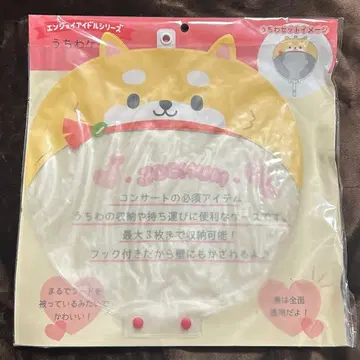 エンジョイアイドルシリーズ
うちわケ
うちわセットイメージ
コンサートの必須アイテム
うちわの収納や持ち運びに便利なケースです。
最大3枚まで収納可能！
フック付きだから壁にもかざれるよ♪
まるでフードを
被っているみたいで
かわいい！
裏は全面
透明だよ！